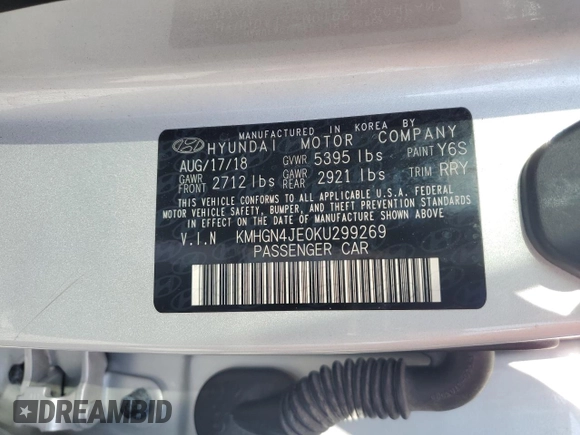 MANUFACTURED IN KOREA BY
HYUNDAI MOTOR COMPANY
AUG/17/18 GVWR 5395 lbs PAINT Y6S
GAWR FRONT 2712 lbs GAWR REAR 2921 lbs TRIM RRY
THIS VEHICLE CONFORMS TO ALL APPLICABLE U.S.A. FEDERAL
MOTOR VEHICLE SAFETY, BUMPER, AND THEFT PREVENTION STANDARDS
IN EFFECT ON THE DATE OF MANUFACTURE SHOWN ABOVE.
V.I.N KMHGN4JE0KU299269
PASSENGER CAR
DREAMBID